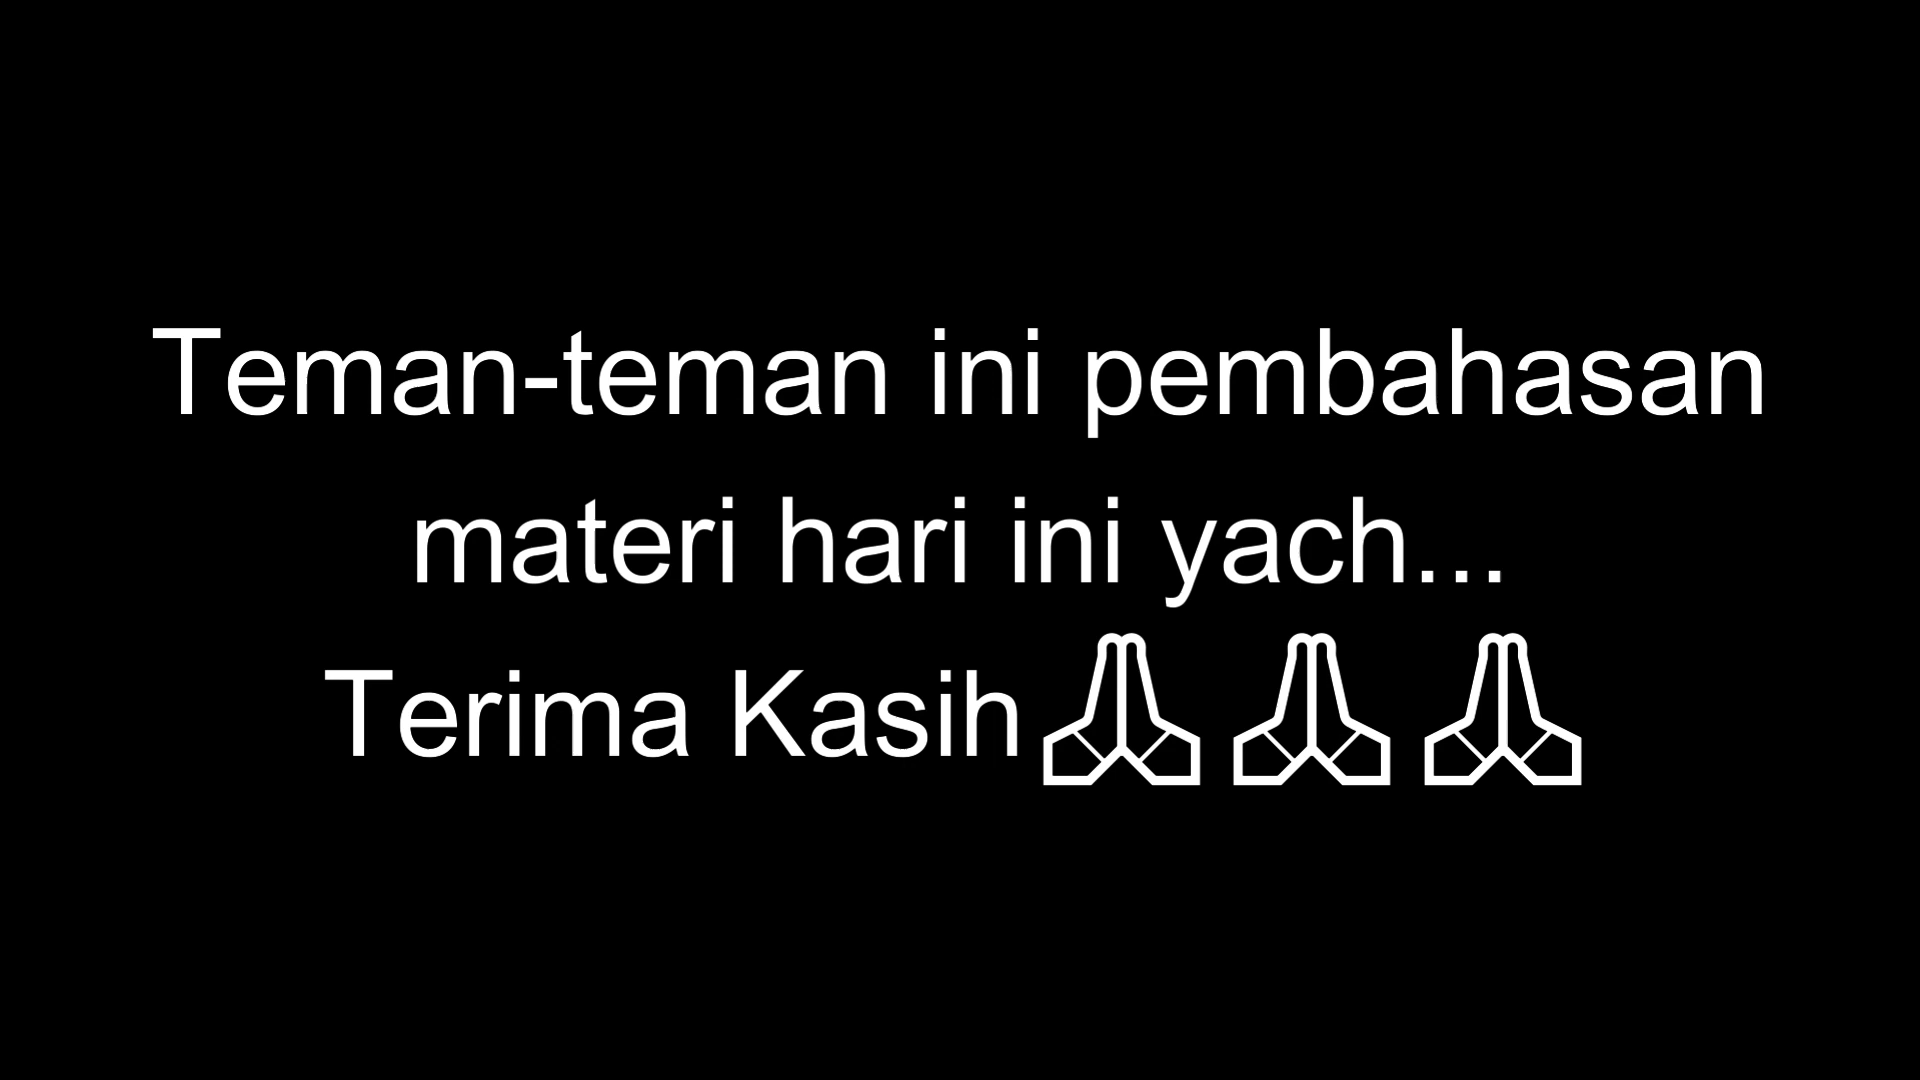 Teman-teman ini pembahasan
materi hari ini yach...
Terima Kasih🙏🙏🙏